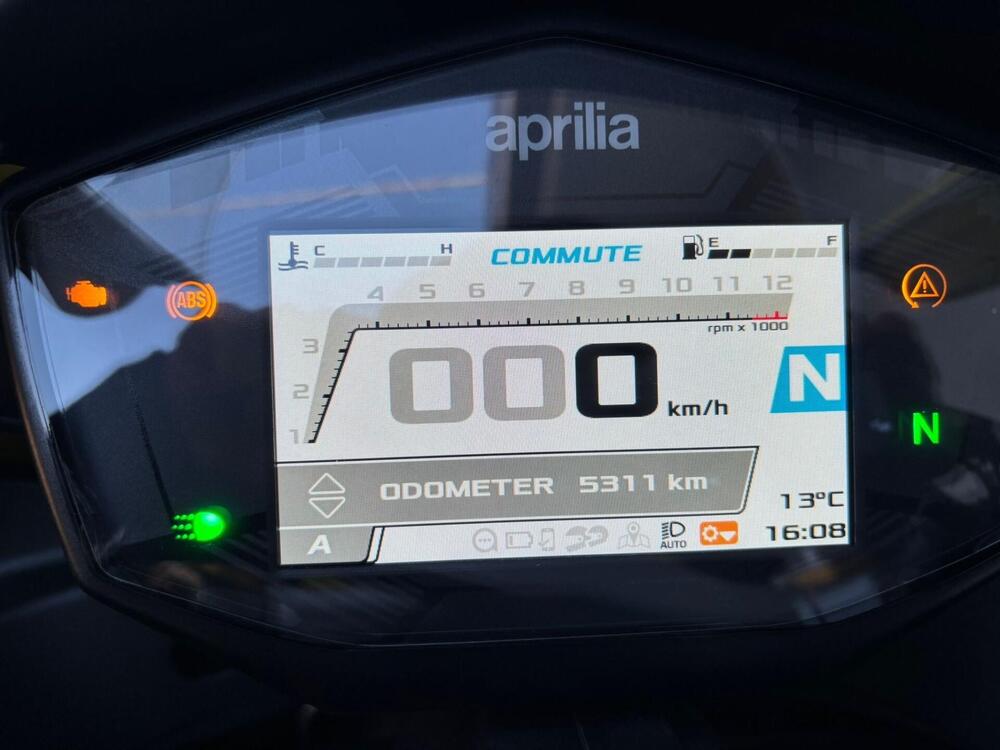 aprilia
C H COMMUTE E F
4 5 6 7 8 9 10 11 12
rpm x 1000
3
2
1
000 km/h
N
ABS
N
ODOMETER 5311 km
13°C
A
AUTO
16:08